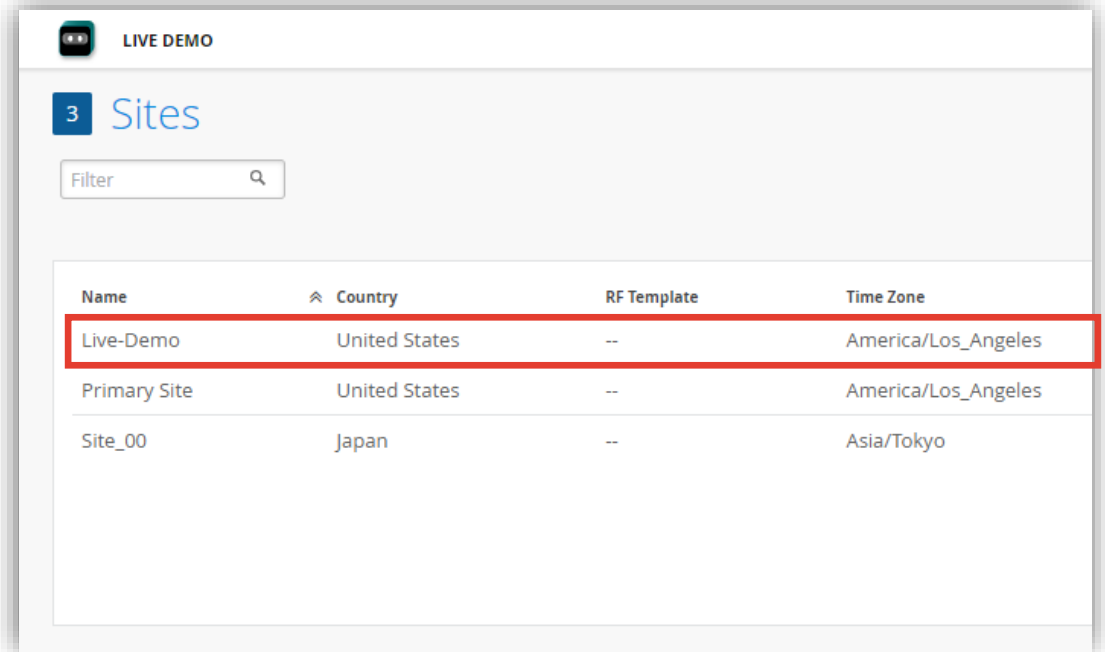 LIVE DEMO
3 Sites
Filter
Name Country RF Template Time Zone
Live-Demo United States -- America/Los_Angeles
Primary Site United States -- America/Los_Angeles
Site_00 Japan -- Asia/Tokyo